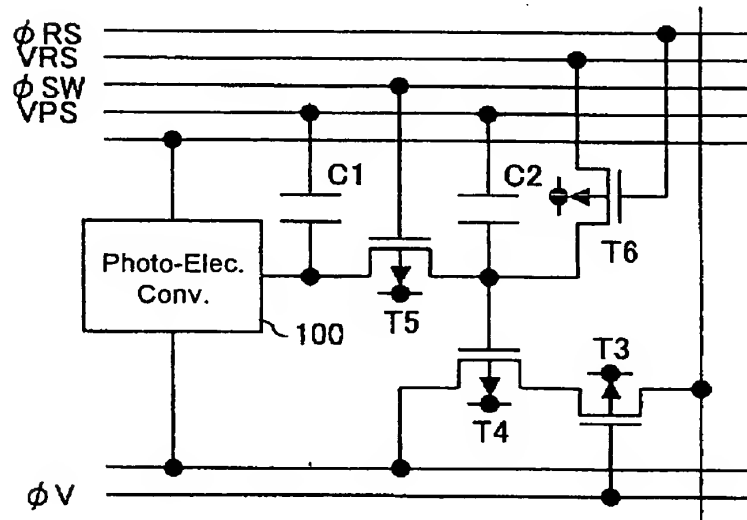 φRS
VRS
φSW
VPS
C1
C2
T6
Photo-Elec.
Conv.
100
T5
T3
T4
φV